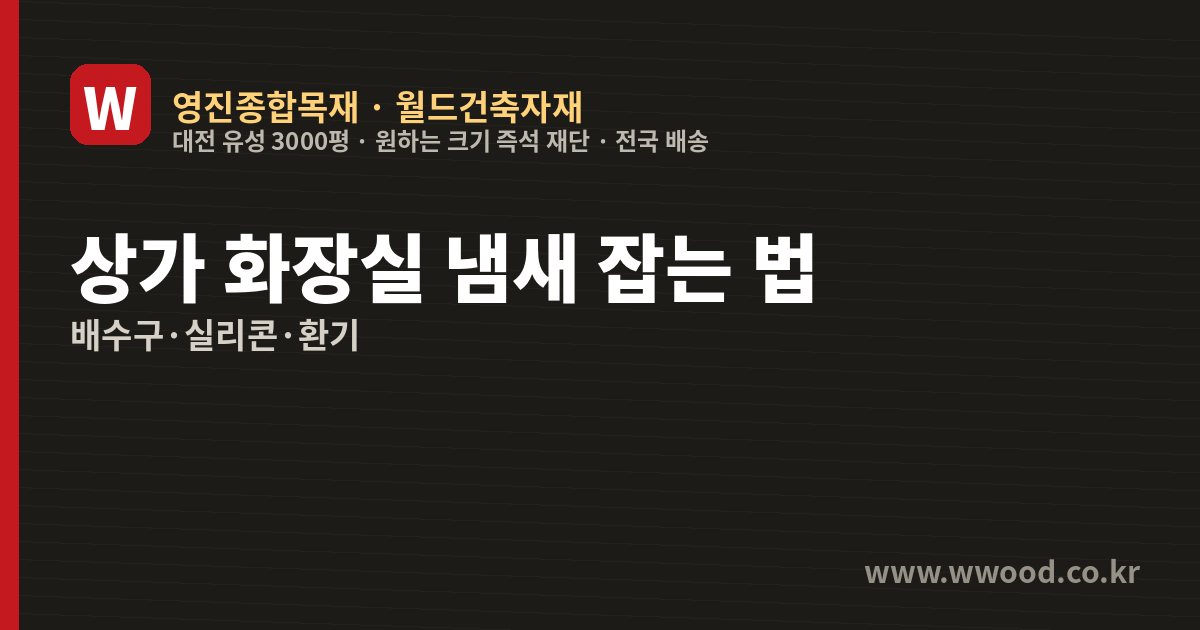 W
영진종합목재 · 월드건축자재
대전 유성 3000평 · 원하는 크기 즉석 재단 · 전국 배송
상가 화장실 냄새 잡는 법
배수구·실리콘·환기
www.wwood.co.kr